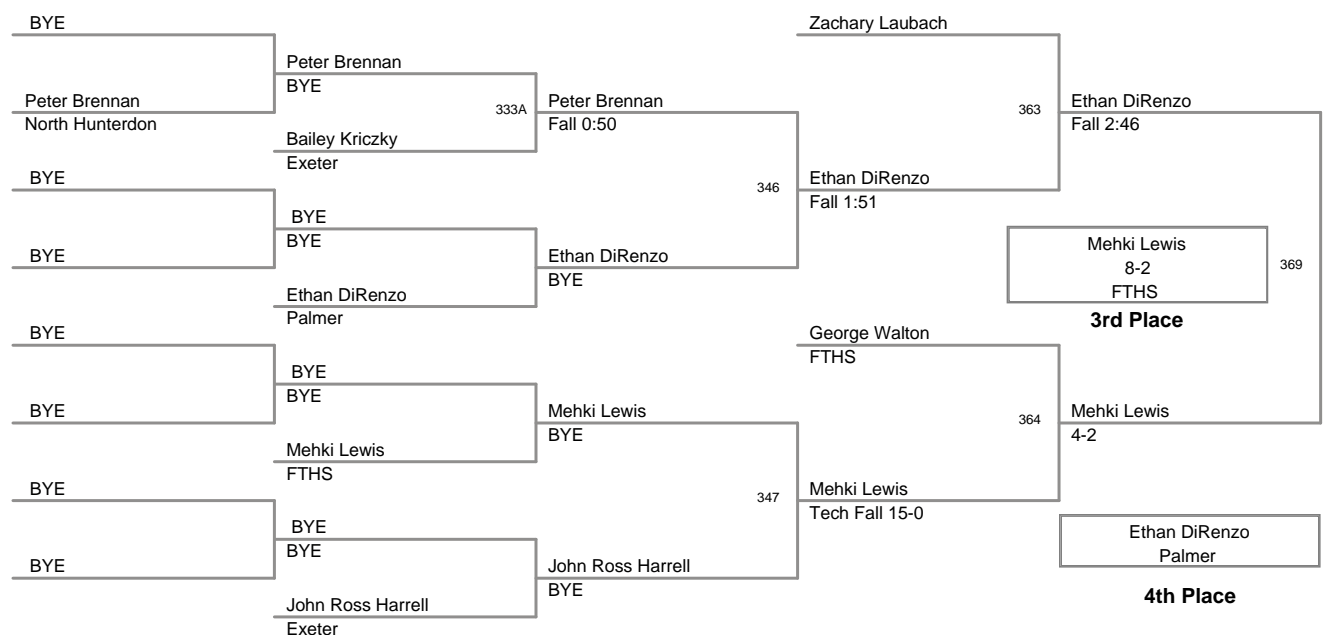 BYE
Zachary Laubach
Peter Brennan
BYE
Peter Brennan
North Hunterdon
333A
Peter Brennan
Fall 0:50
363
Ethan DiRenzo
Fall 2:46
Bailey Kriczky
Exeter
BYE
346
Ethan DiRenzo
Fall 1:51
BYE
BYE
BYE
Ethan DiRenzo
BYE
Mehki Lewis
8-2
FTHS
369
Ethan DiRenzo
Palmer
3rd Place
BYE
George Walton
FTHS
BYE
BYE
BYE
Mehki Lewis
BYE
364
Mehki Lewis
4-2
Mehki Lewis
FTHS
BYE
347
Mehki Lewis
Tech Fall 15-0
BYE
BYE
Ethan DiRenzo
Palmer
BYE
John Ross Harrell
BYE
4th Place
John Ross Harrell
Exeter